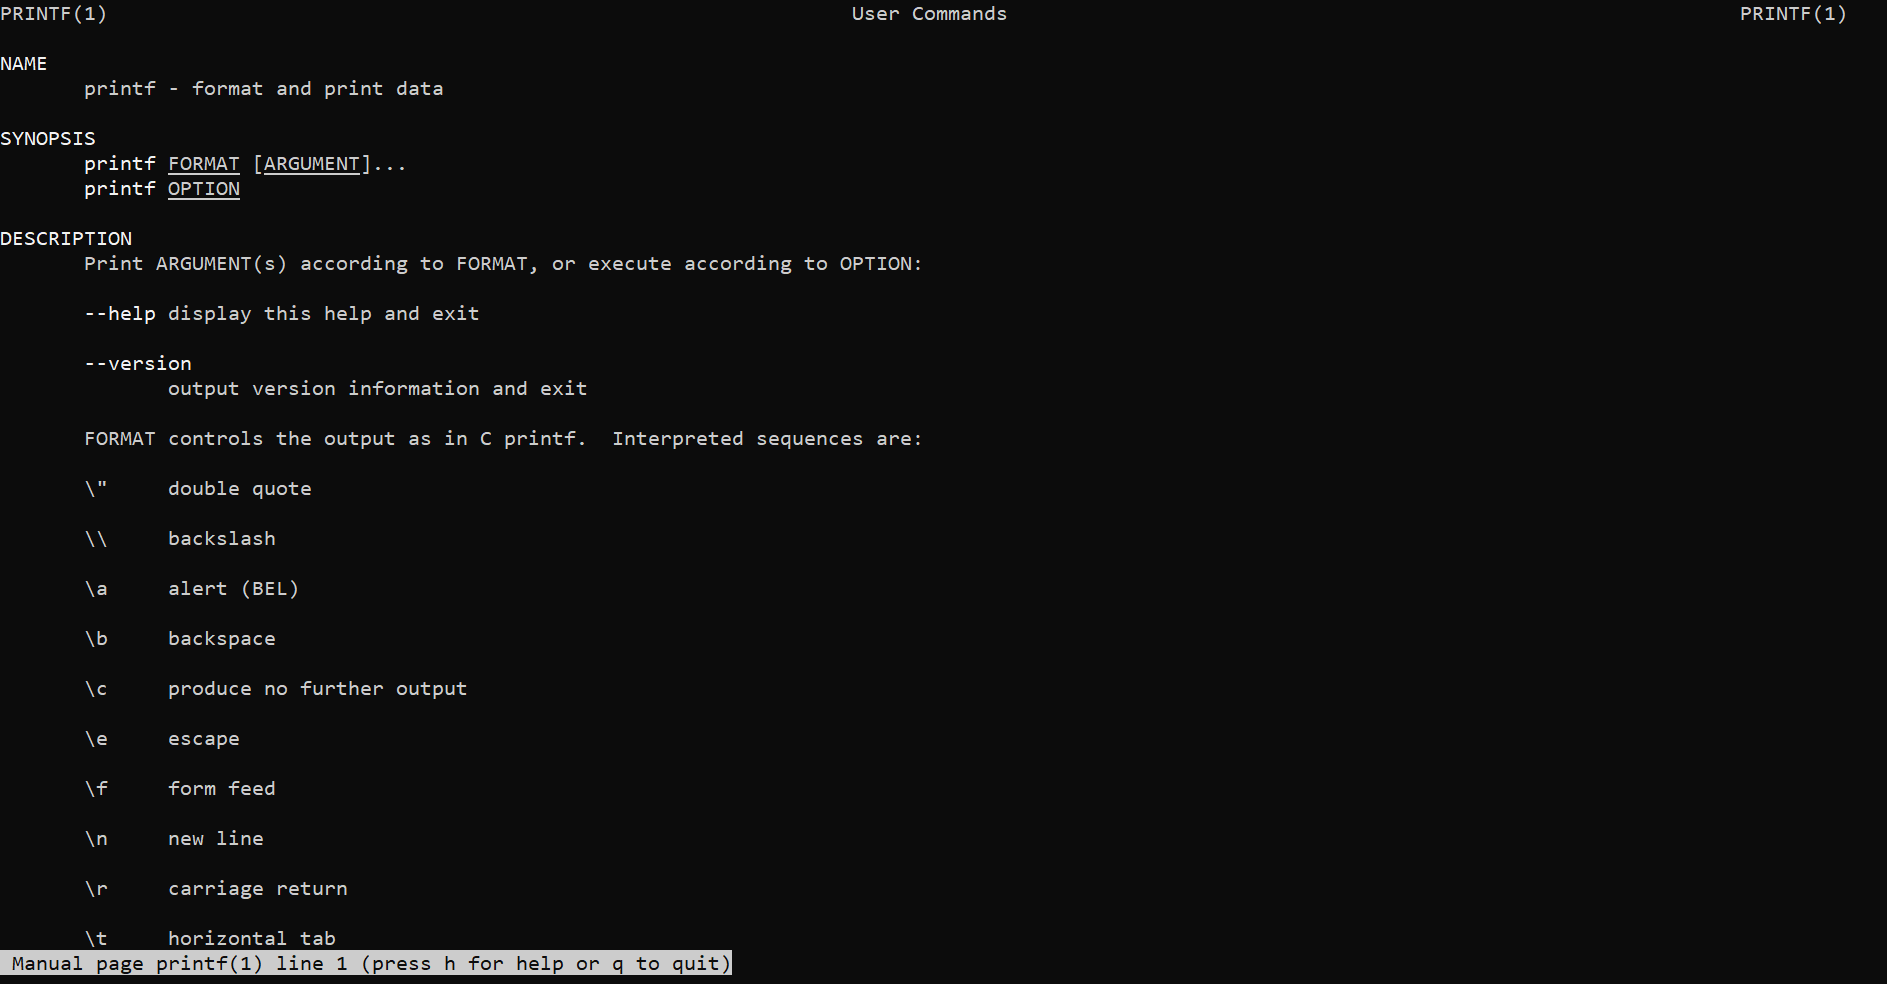 PRINTF(1) User Commands PRINTF(1)
NAME
printf - format and print data
SYNOPSIS
printf FORMAT [ARGUMENT]...
printf OPTION
DESCRIPTION
Print ARGUMENT(s) according to FORMAT, or execute according to OPTION:
--help display this help and exit
--version
output version information and exit
FORMAT controls the output as in C printf.  Interpreted sequences are:
\" double quote
\\ backslash
\a alert (BEL)
\b backspace
\c produce no further output
\e escape
\f form feed
\n new line
\r carriage return
\t horizontal tab
Manual page printf(1) line 1 (press h for help or q to quit)